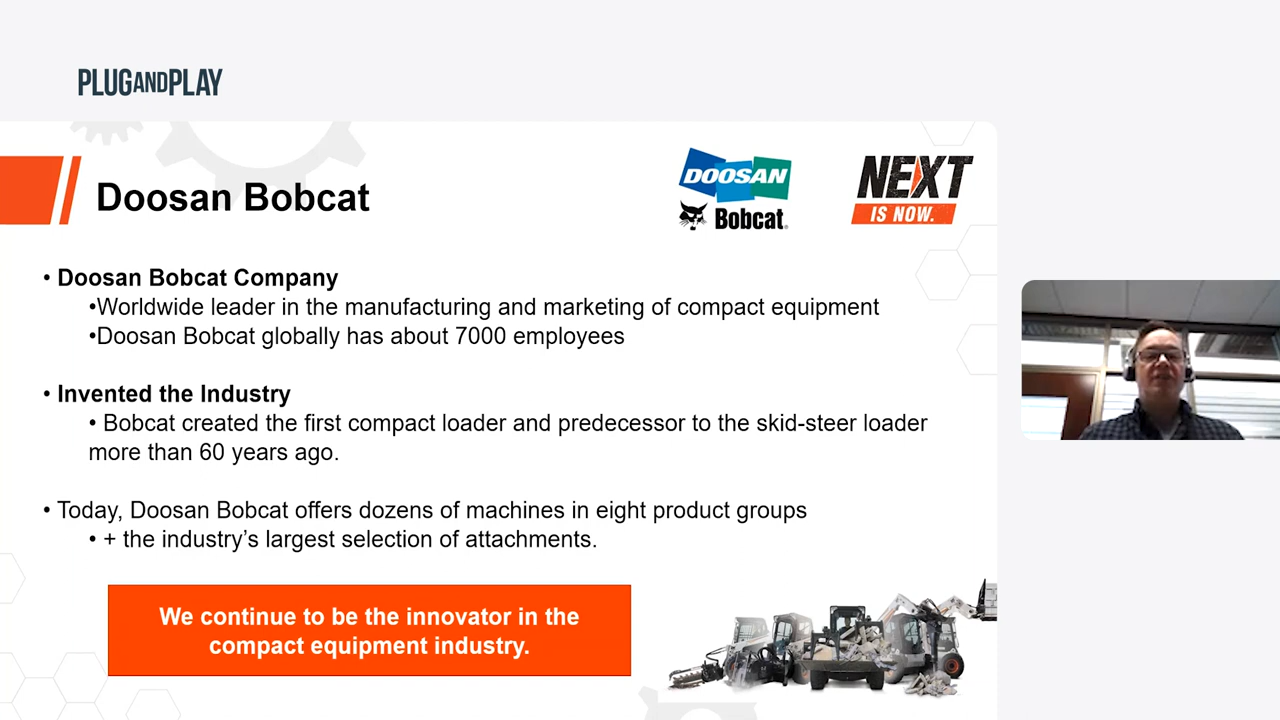 PLUGANDPLAY
Doosan Bobcat
DOOSAN
Bobcat®
NEXT
IS NOW.
• Doosan Bobcat Company
•Worldwide leader in the manufacturing and marketing of compact equipment
•Doosan Bobcat globally has about 7000 employees
• Invented the Industry
• Bobcat created the first compact loader and predecessor to the skid-steer loader
more than 60 years ago.
• Today, Doosan Bobcat offers dozens of machines in eight product groups
• + the industry’s largest selection of attachments.
We continue to be the innovator in the
compact equipment industry.